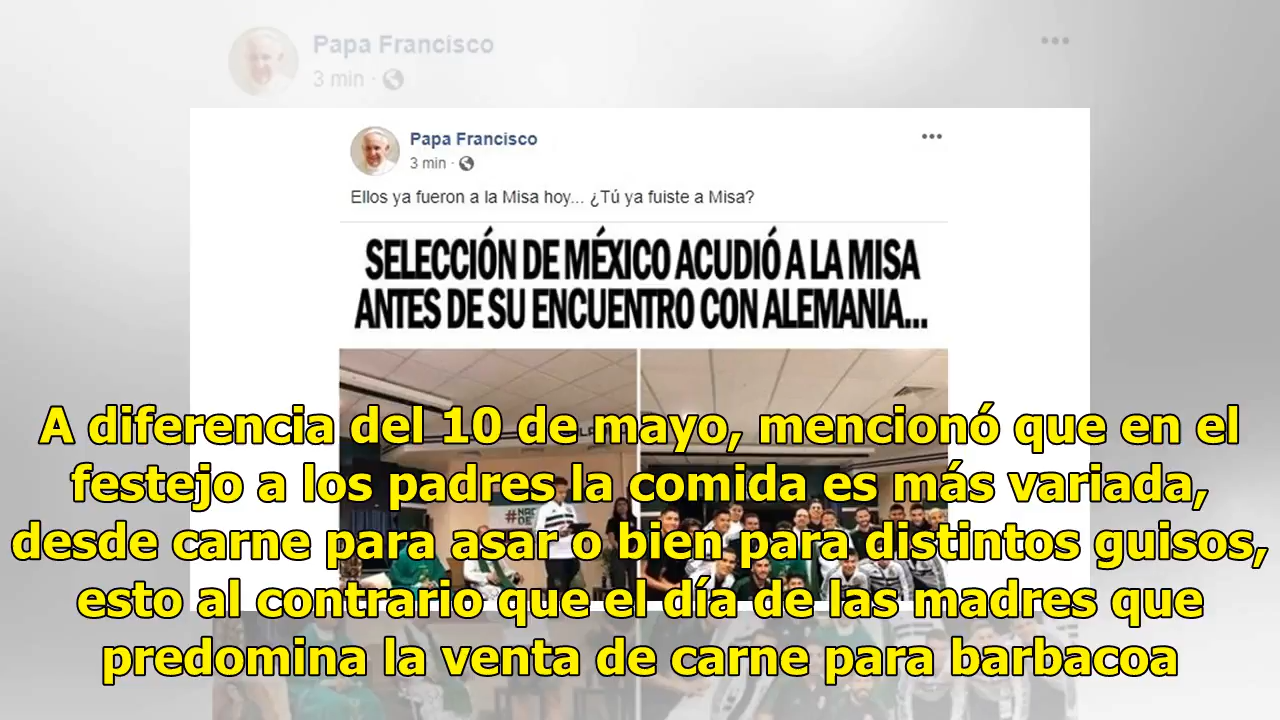 Papa Francisco
3 min ·
Papa Francisco
3 min ·
Ellos ya fueron a la Misa hoy... ¿Tú ya fuiste a Misa?
SELECCIÓN DE MÉXICO ACUDIÓ A LA MISA
ANTES DE SU ENCUENTRO CON ALEMANIA...
A diferencia del 10 de mayo, mencionó que en el
festejo a los padres la comida es más variada,
desde carne para asar o bien para distintos guisos,
esto al contrario que el día de las madres que
predomina la venta de carne para barbacoa